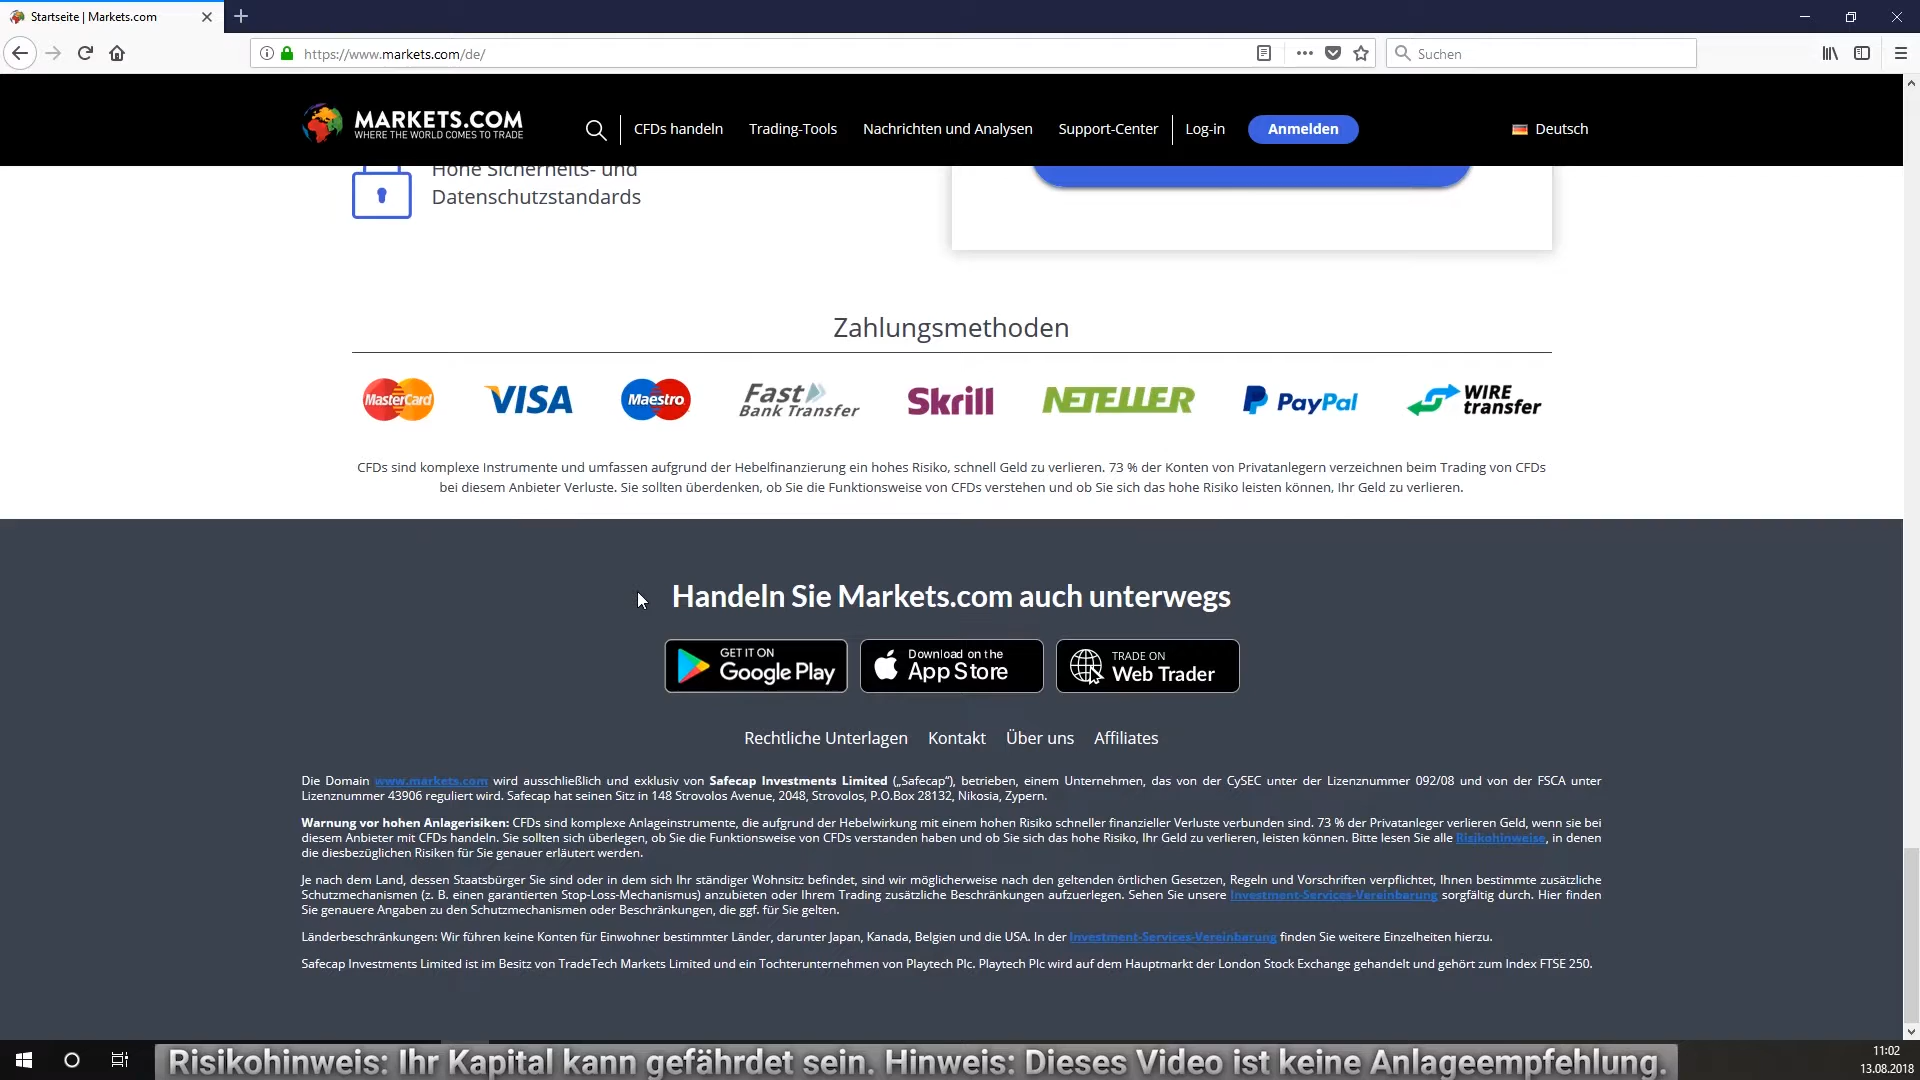 Startseite | Markets.com
https://www.markets.com/de/
Suchen
MARKETS.COM
WHERE THE WORLD COMES TO TRADE
CFDs handeln
Trading-Tools
Nachrichten und Analysen
Support-Center
Log-in
Anmelden
Deutsch
Hohe Sicherheits- und
Datenschutzstandards
Zahlungsmethoden
MasterCard
VISA
Maestro
Fast
Bank Transfer
Skrill
NETELLER
PayPal
WIRE
transfer
CFDs sind komplexe Instrumente und umfassen aufgrund der Hebelfinanzierung ein hohes Risiko, schnell Geld zu verlieren. 73 % der Konten von Privatanlegern verzeichnen beim Trading von CFDs
bei diesem Anbieter Verluste. Sie sollten überdenken, ob Sie die Funktionsweise von CFDs verstehen und ob Sie sich das hohe Risiko leisten können, Ihr Geld zu verlieren.
Handeln Sie Markets.com auch unterwegs
GET IT ON
Google Play
Download on the
App Store
TRADE ON
Web Trader
Rechtliche Unterlagen
Kontakt
Über uns
Affiliates
Die Domain www.markets.com wird ausschließlich und exklusiv von Safecap Investments Limited („Safecap“), betrieben, einem Unternehmen, das von der CySEC unter der Lizenznummer 092/08 und von der FSCA unter
Lizenznummer 43906 reguliert wird. Safecap hat seinen Sitz in 148 Strovolos Avenue, 2048, Strovolos, P.O.Box 28132, Nikosia, Zypern.
Warnung vor hohen Anlagerisiken: CFDs sind komplexe Anlageinstrumente, die aufgrund der Hebelwirkung mit einem hohen Risiko schneller finanzieller Verluste verbunden sind. 73 % der Privatanleger verlieren Geld, wenn sie bei
diesem Anbieter mit CFDs handeln. Sie sollten sich überlegen, ob Sie die Funktionsweise von CFDs verstanden haben und ob Sie sich das hohe Risiko, Ihr Geld zu verlieren, leisten können. Bitte lesen Sie alle Risikohinweise, in denen
die diesbezüglichen Risiken für Sie genauer erläutert werden.
Je nach dem Land, dessen Staatsbürger Sie sind oder in dem sich Ihr ständiger Wohnsitz befindet, sind wir möglicherweise nach den geltenden örtlichen Gesetzen, Regeln und Vorschriften verpflichtet, Ihnen bestimmte zusätzliche
Schutzmechanismen (z. B. einen garantierten Stop-Loss-Mechanismus) anzubieten oder Ihrem Trading zusätzliche Beschränkungen aufzuerlegen. Sehen Sie unsere Investment-Services-Vereinbarung sorgfältig durch. Hier finden
Sie genauere Angaben zu den Schutzmechanismen oder Beschränkungen, die ggf. für Sie gelten.
Länderbeschränkungen: Wir führen keine Konten für Einwohner bestimmter Länder, darunter Japan, Kanada, Belgien und die USA. In der Investment-Services-Vereinbarung finden Sie weitere Einzelheiten hierzu.
Safecap Investments Limited ist im Besitz von TradeTech Markets Limited und ein Tochterunternehmen von Playtech Plc. Playtech Plc wird auf dem Hauptmarkt der London Stock Exchange gehandelt und gehört zum Index FTSE 250.
Risikohinweis: Ihr Kapital kann gefährdet sein. Hinweis: Dieses Video ist keine Anlageempfehlung.
11:02
13.08.2018